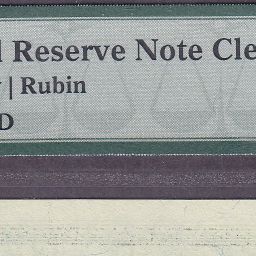 Reserve Note Cle
| Rubin
D